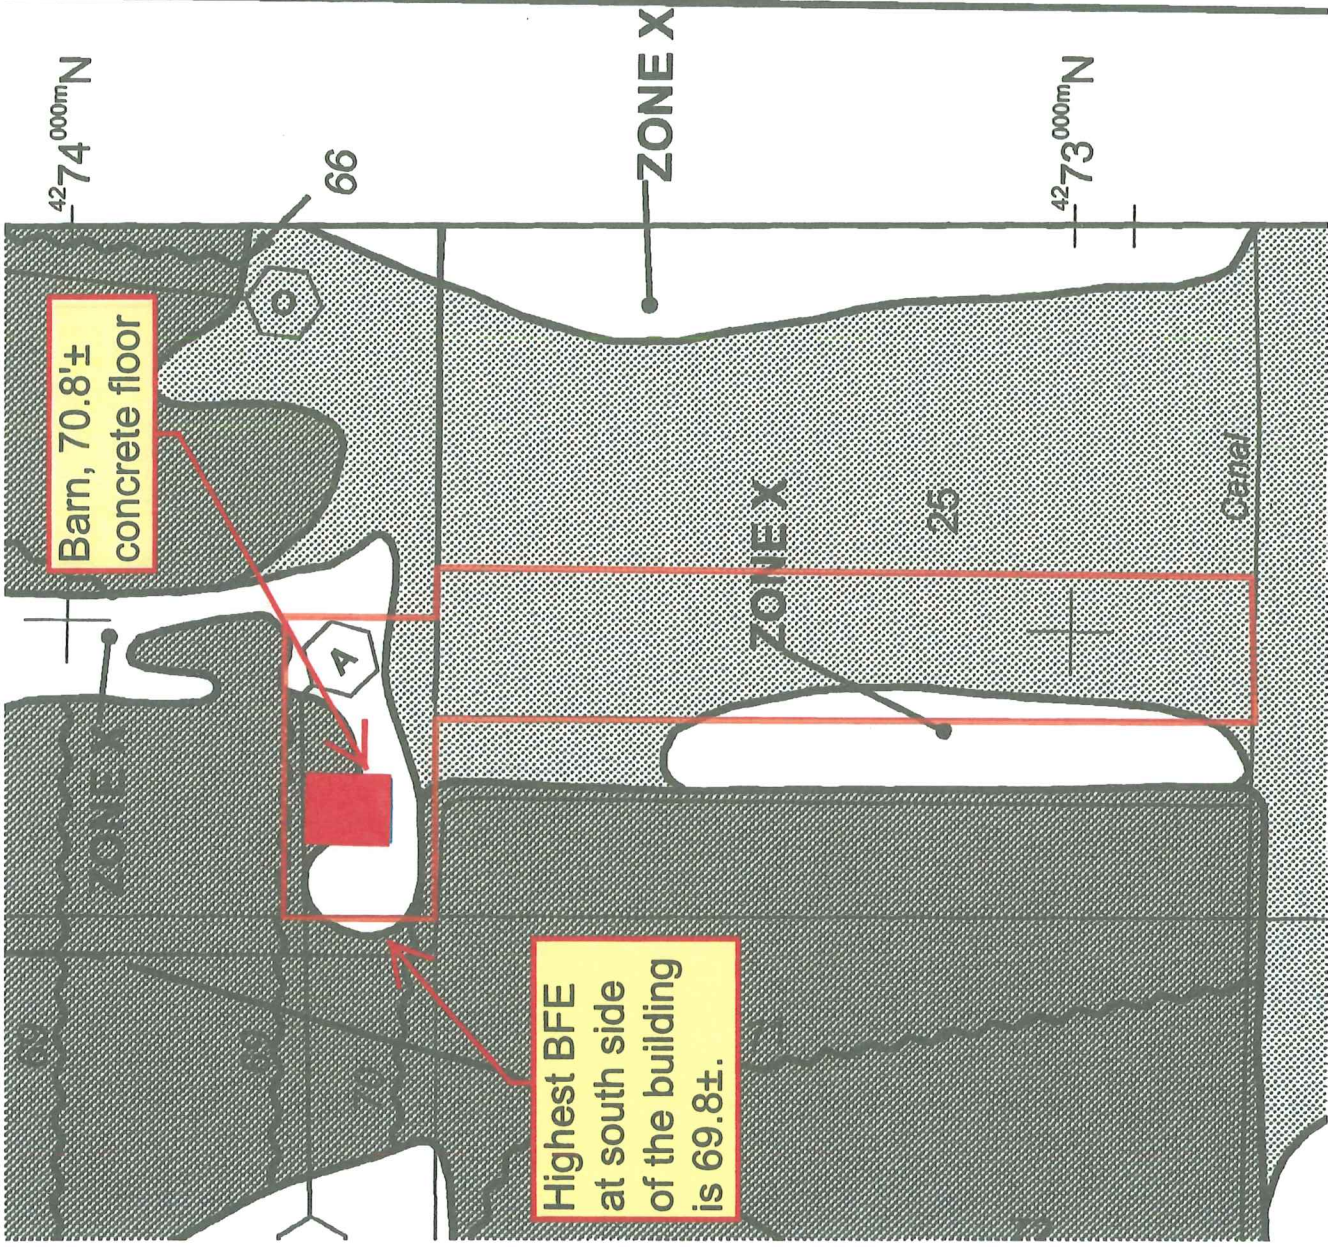 ⁴²74⁰⁰⁰ᵐN
66
ZONE X
⁴²73⁰⁰⁰ᵐN
O
Barn, 70.8'±
concrete floor
A
ZONE X
ZONE X
25
Canal
69
70
71
Highest BFE
at south side
of the building
is 69.8±.